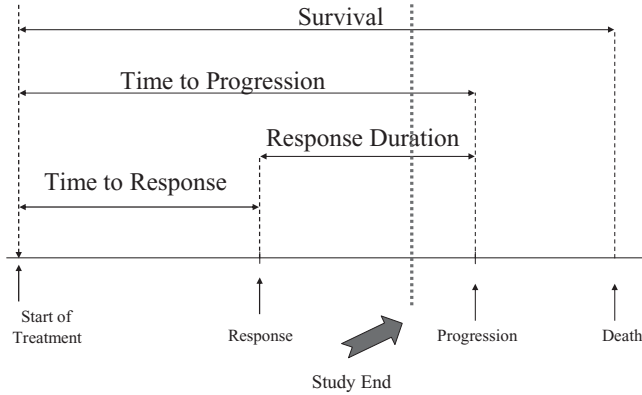 Survival
Time to Progression
Response Duration
Time to Response
Start of
Treatment
Response
Progression
Death
Study End